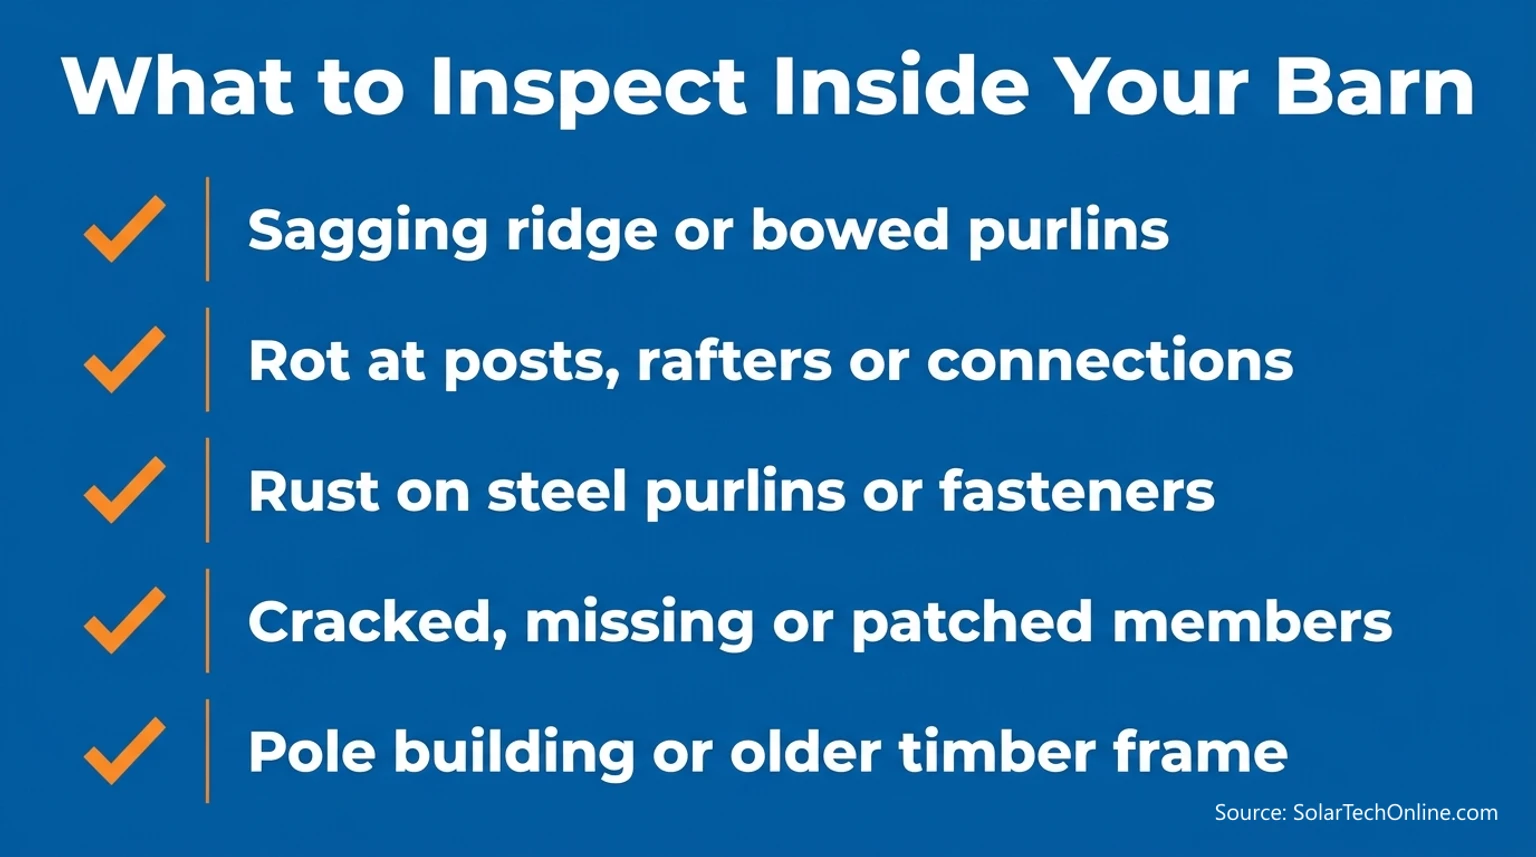 What to Inspect Inside Your Barn
Sagging ridge or bowed purlins
Rot at posts, rafters or connections
Rust on steel purlins or fasteners
Cracked, missing or patched members
Pole building or older timber frame
Source: SolarTechOnline.com